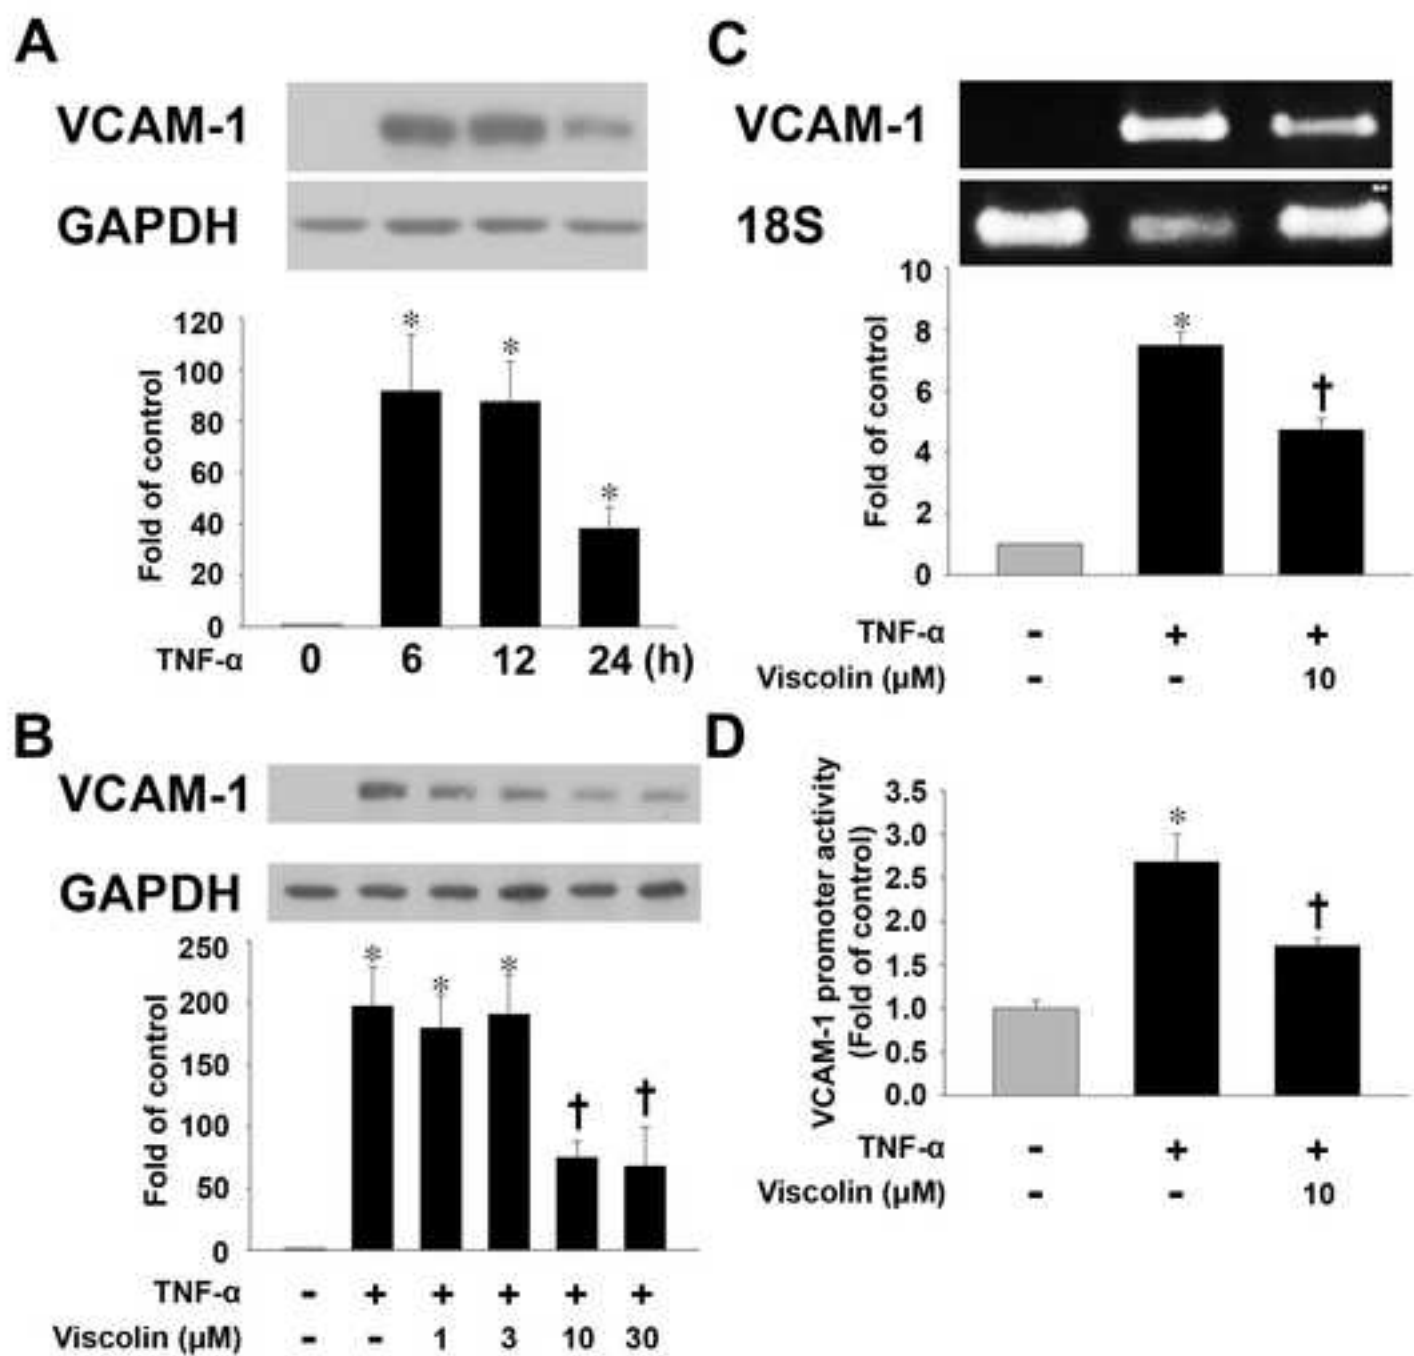 A
VCAM-1
GAPDH
120
100
80
60
40
20
0
Fold of control
*
*
*
TNF-α 0 6 12 24 (h)
B
VCAM-1
GAPDH
250
200
150
100
50
0
Fold of control
*
*
*
†
†
TNF-α - + + + + +
Viscolin (µM) - - 1 3 10 30
C
VCAM-1
18S
10
8
6
4
2
0
Fold of control
*
†
TNF-α - + +
Viscolin (µM) - - 10
D
VCAM-1 promoter activity
(Fold of control)
3.5
3.0
2.5
2.0
1.5
1.0
0.5
0.0
*
†
TNF-α - + +
Viscolin (µM) - - 10